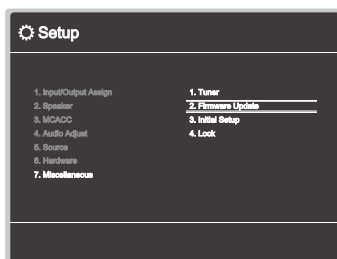 Setup
1. Input/Output Assign
2. Speaker
3. MCACC
4. Audio Adjust
5. Source
6. Hardware
7. Miscellaneous
1. Tuner
2. Firmware Update
3. Initial Setup
4. Lock